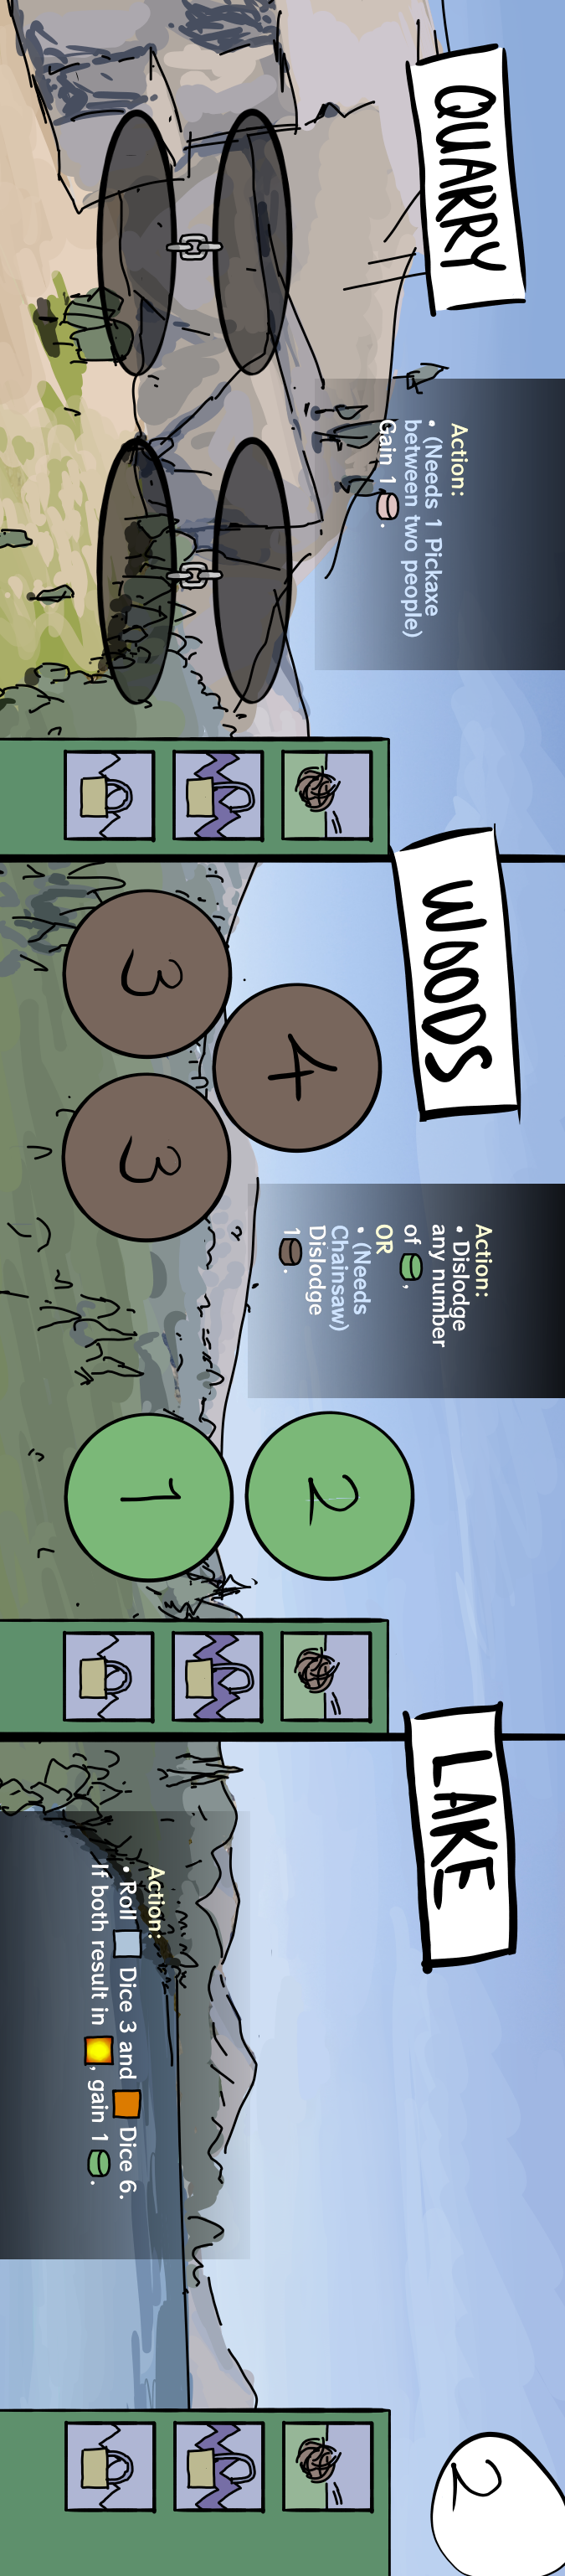 QUARRY
Action:
• (Needs 1 Pickaxe
between two people)
Gain 1 .
WOODS
3
4
3
Action:
• Dislodge
any number
of ,
OR
• (Needs
Chainsaw)
Dislodge
1 .
2
1
LAKE
Action:
• Roll Dice 3 and Dice 6.
If both result in , gain 1 .
2